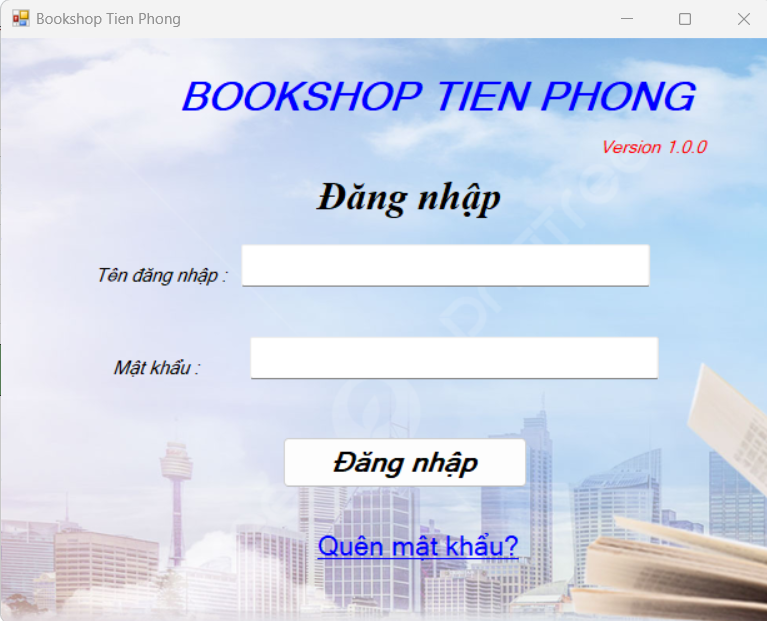 Bookshop Tien Phong
BOOKSHOP TIEN PHONG
Version 1.0.0
Đăng nhập
Tên đăng nhập :
Mật khẩu :
Đăng nhập
Quên mật khẩu?